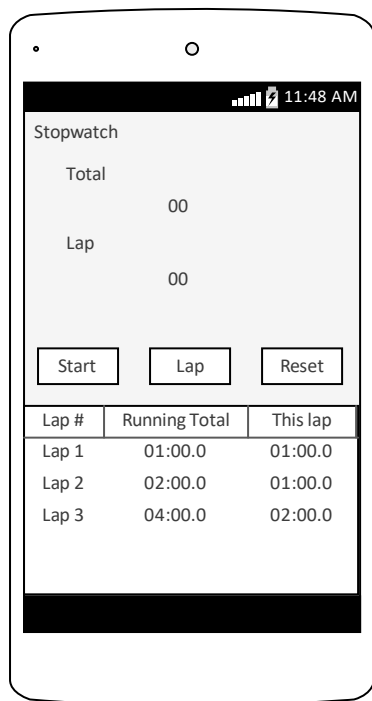 11:48 AM
Stopwatch
Total
00
Lap
00
Start Lap Reset
Lap # Running Total This lap
Lap 1 01:00.0 01:00.0
Lap 2 02:00.0 01:00.0
Lap 3 04:00.0 02:00.0